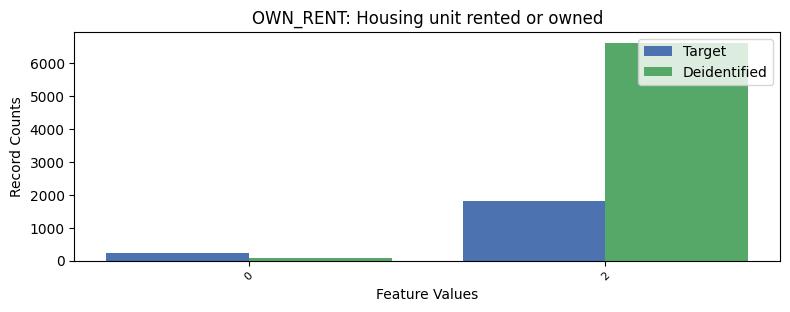 OWN_RENT: Housing unit rented or owned
Target
Deidentified
Record Counts
6000
5000
4000
3000
2000
1000
0
0
2
Feature Values